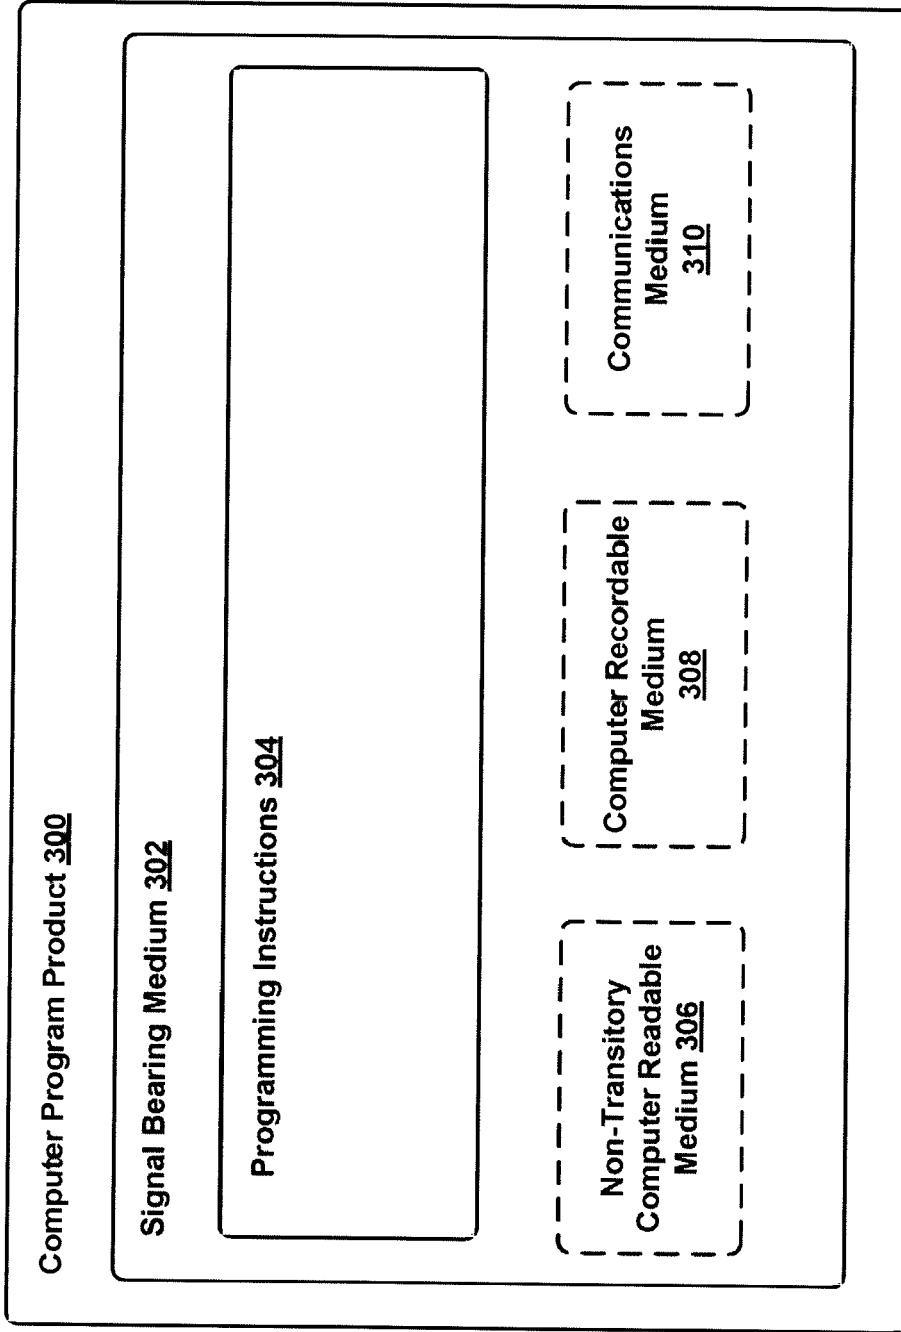 Computer Program Product 300
Signal Bearing Medium 302
Programming Instructions 304
Non-Transitory
Computer Readable
Medium 306
Computer Recordable
Medium
308
Communications
Medium
310